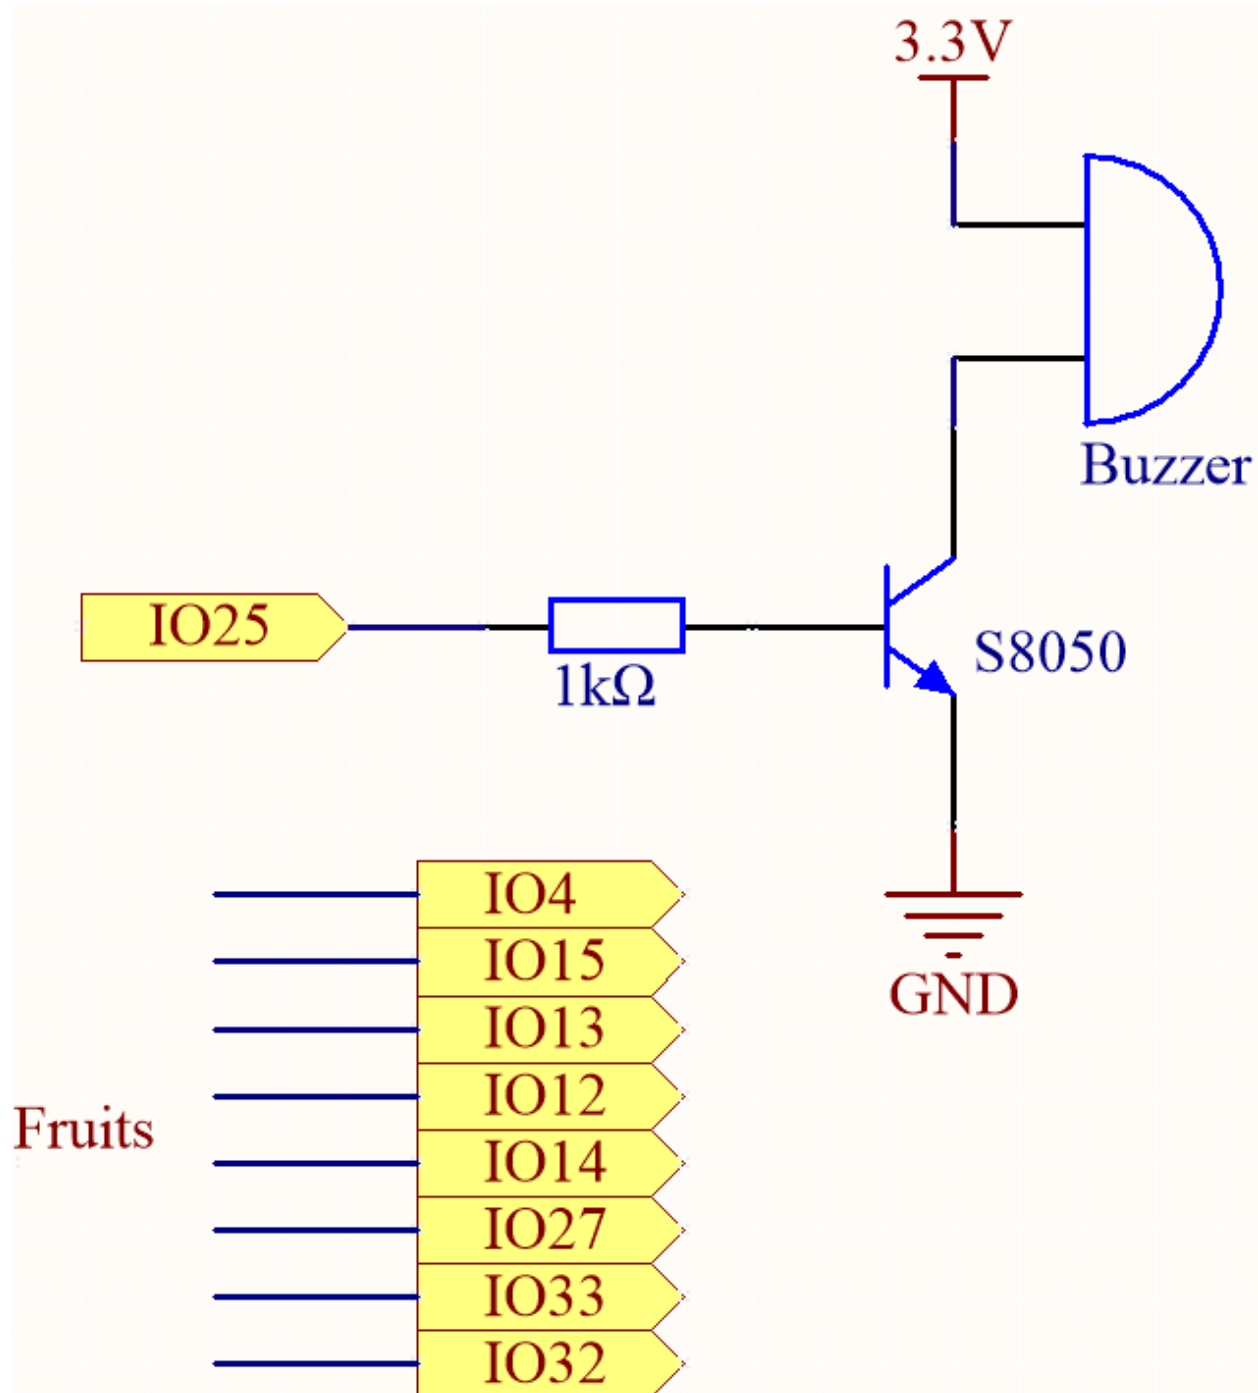 3.3V
Buzzer
IO25
1kΩ
S8050
GND
Fruits
IO4
IO15
IO13
IO12
IO14
IO27
IO33
IO32